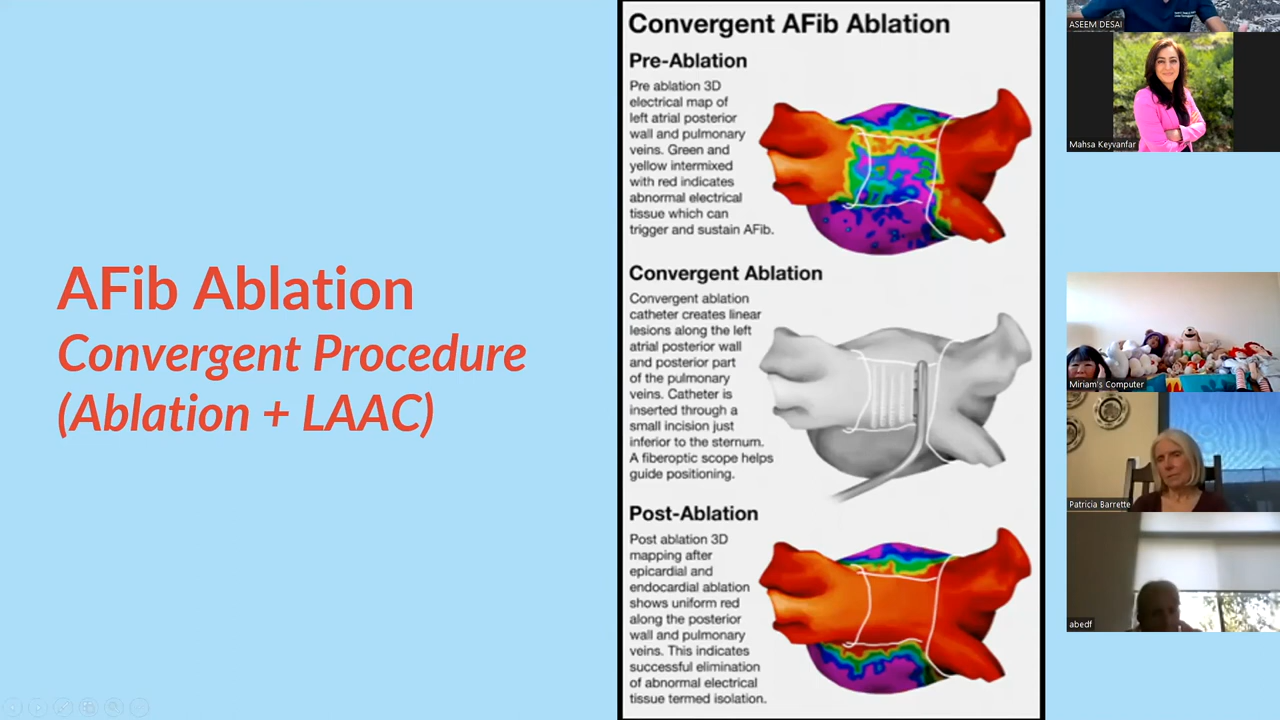 AFib Ablation
Convergent Procedure
(Ablation + LAAC)
Convergent AFib Ablation
Pre-Ablation
Pre ablation 3D
electrical map of
left atrial posterior
wall and pulmonary
veins. Green and
yellow intermixed
with red indicates
abnormal electrical
tissue which can
trigger and sustain AFib.
Convergent Ablation
Convergent ablation
catheter creates linear
lesions along the left
atrial posterior wall
and posterior part
of the pulmonary
veins. Catheter is
inserted through a
small incision just
inferior to the sternum.
A fiberoptic scope helps
guide positioning.
Post-Ablation
Post ablation 3D
mapping after
epicardial and
endocardial ablation
shows uniform red
along the posterior
wall and pulmonary
veins. This indicates
successful elimination
of abnormal electrical
tissue termed isolation.
ASEEM DESAI
Mahsa Keyvanfar
Miriam's Computer
Patricia Barrette
abedf